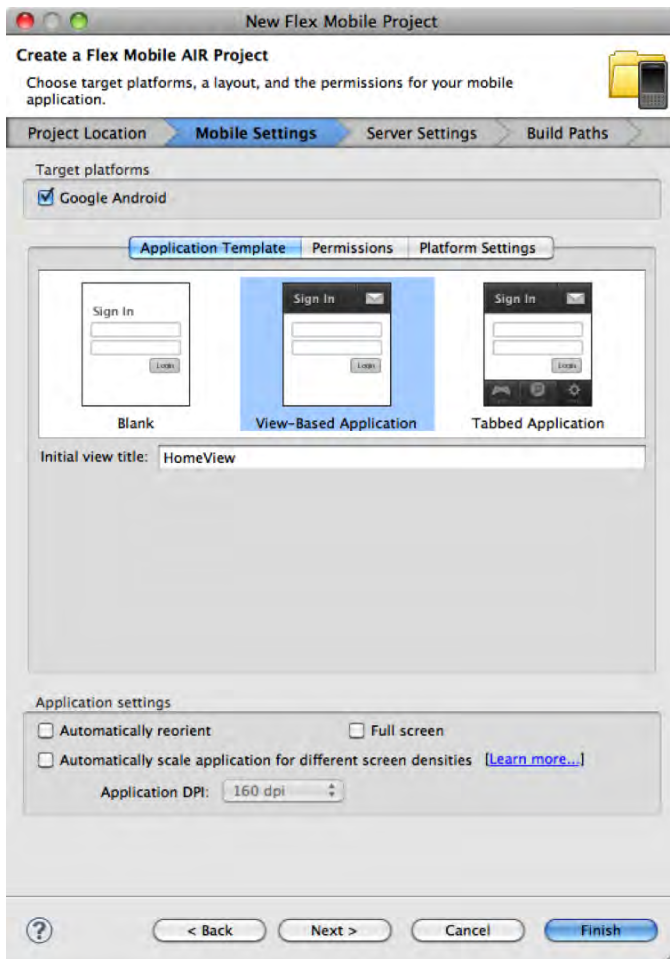 New Flex Mobile Project
Create a Flex Mobile AIR Project
Choose target platforms, a layout, and the permissions for your mobile
application.
Project Location Mobile Settings Server Settings Build Paths
Target platforms
Google Android
Application Template Permissions Platform Settings
Sign In Sign In Sign In
Login Login Login
Blank View-Based Application Tabbed Application
Initial view title: HomeView
Application settings
Automatically reorient Full screen
Automatically scale application for different screen densities [Learn more...]
Application DPI: 160 dpi
? < Back Next > Cancel Finish